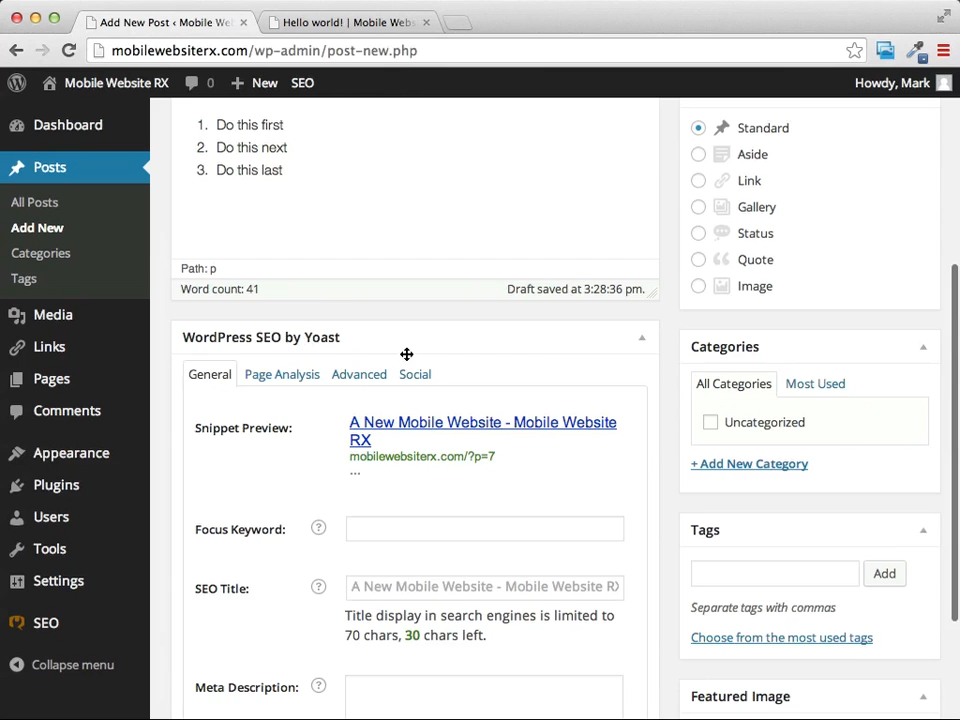 Add New Post ‹ Mobile We
Hello world! | Mobile Webs
mobilewebsiterx.com/wp-admin/post-new.php
Mobile Website RX
0
New
SEO
Howdy, Mark
Dashboard
Posts
All Posts
Add New
Categories
Tags
Media
Links
Pages
Comments
Appearance
Plugins
Users
Tools
Settings
SEO
Collapse menu
1. Do this first
2. Do this next
3. Do this last
Path: p
Word count: 41
Draft saved at 3:28:36 pm.
WordPress SEO by Yoast
General
Page Analysis
Advanced
Social
Snippet Preview:
A New Mobile Website - Mobile Website
RX
mobilewebsiterx.com/?p=7
...
Focus Keyword:
?
SEO Title:
?
A New Mobile Website - Mobile Website RX
Title display in search engines is limited to
70 chars, 30 chars left.
Meta Description:
?
Standard
Aside
Link
Gallery
Status
Quote
Image
Categories
All Categories
Most Used
Uncategorized
+ Add New Category
Tags
Add
Separate tags with commas
Choose from the most used tags
Featured Image